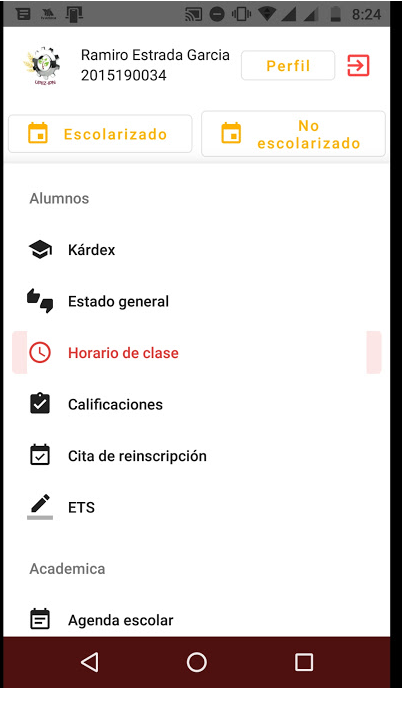 8:24
Ramiro Estrada Garcia
2015190034
Perfil
Escolarizado
No
escolarizado
Alumnos
Kárdex
Estado general
Horario de clase
Calificaciones
Cita de reinscripción
ETS
Academica
Agenda escolar